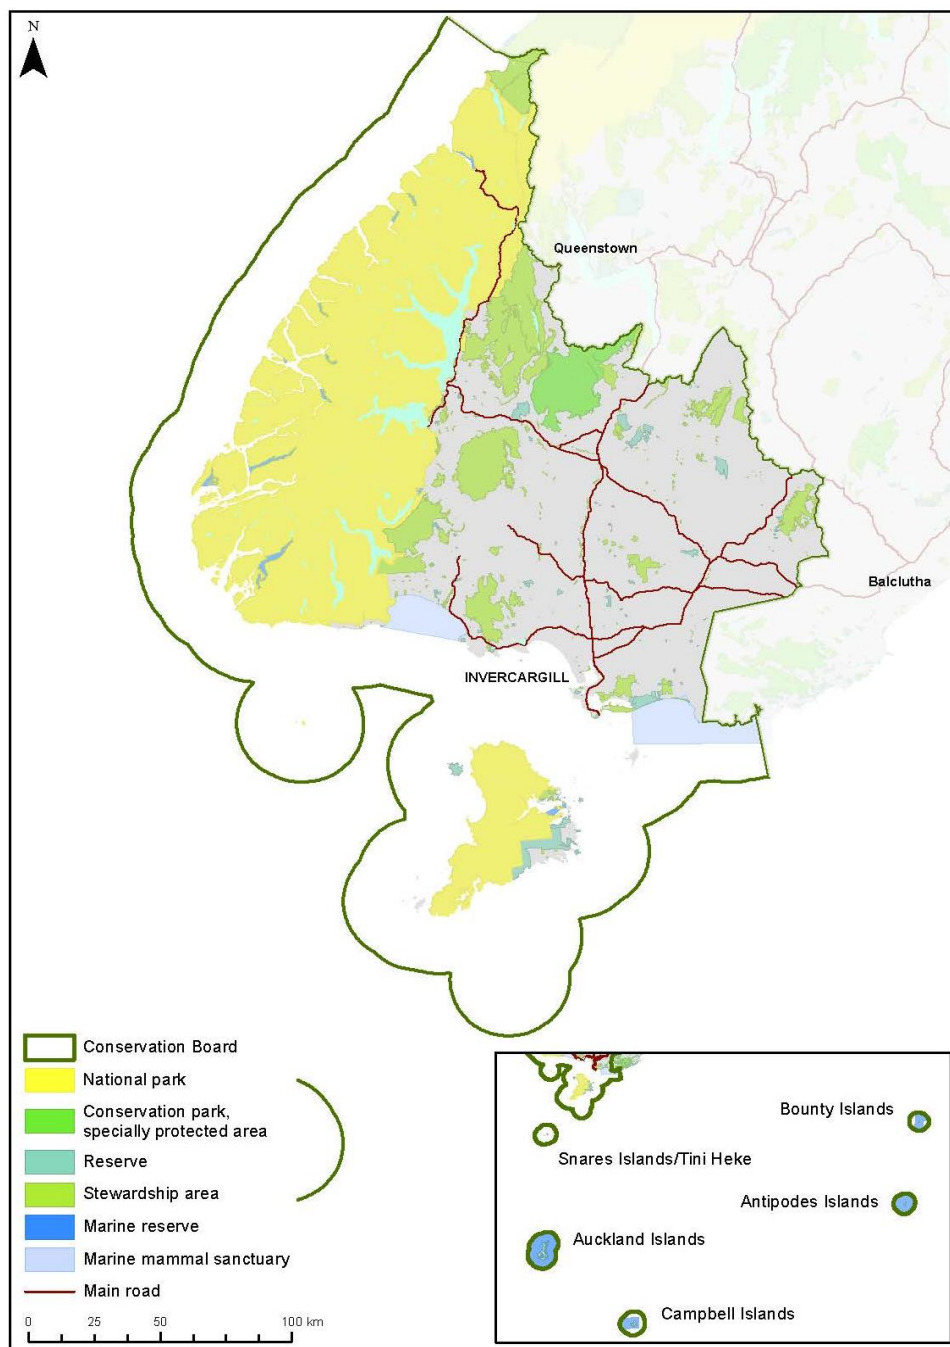 N
Queenstown
Balclutha
INVERCARGILL
Conservation Board
National park
Conservation park,
specially protected area
Reserve
Stewardship area
Marine reserve
Marine mammal sanctuary
Main road
0 25 50 100 km
Bounty Islands
Snares Islands/Tini Heke
Antipodes Islands
Auckland Islands
Campbell Islands